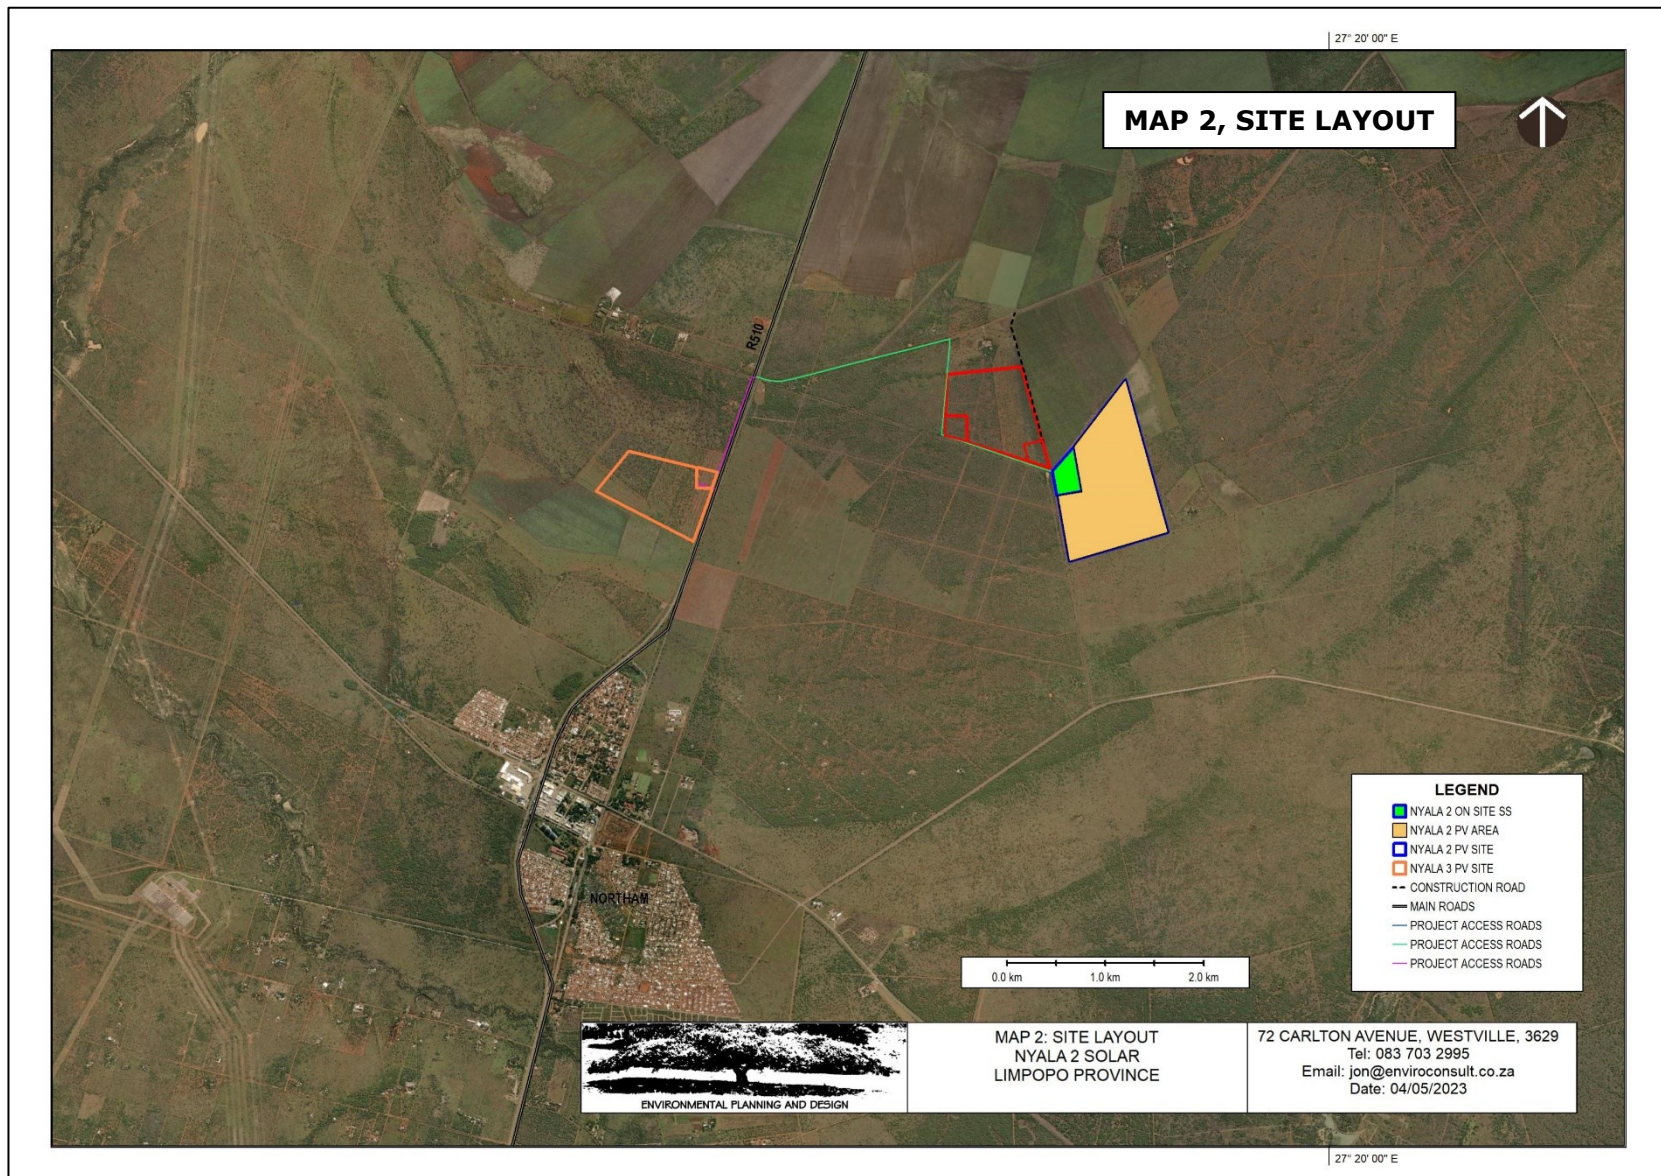 27° 20' 00" E
MAP 2, SITE LAYOUT
R510
NORTHAM
LEGEND
NYALA 2 ON SITE SS
NYALA 2 PV AREA
NYALA 2 PV SITE
NYALA 3 PV SITE
CONSTRUCTION ROAD
MAIN ROADS
PROJECT ACCESS ROADS
PROJECT ACCESS ROADS
PROJECT ACCESS ROADS
0.0 km 1.0 km 2.0 km
ENVIRONMENTAL PLANNING AND DESIGN
MAP 2: SITE LAYOUT
NYALA 2 SOLAR
LIMPOPO PROVINCE
72 CARLTON AVENUE, WESTVILLE, 3629
Tel: 083 703 2995
Email: jon@enviroconsult.co.za
Date: 04/05/2023
27° 20' 00" E